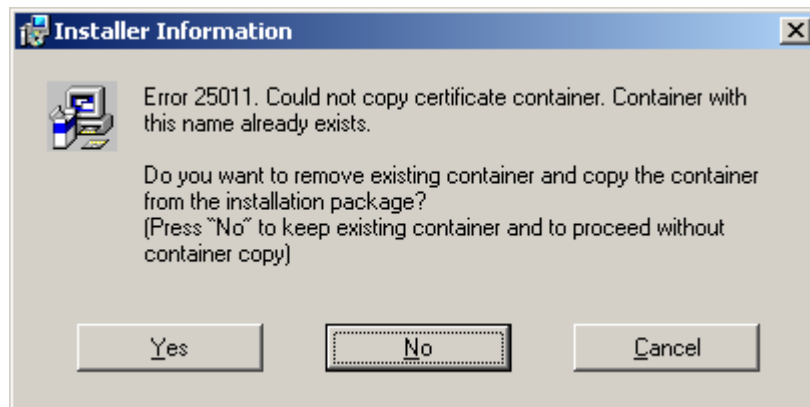 Installer Information
Error 25011. Could not copy certificate container. Container with
this name already exists.
Do you want to remove existing container and copy the container
from the installation package?
(Press "No" to keep existing container and to proceed without
container copy)
Yes
No
Cancel